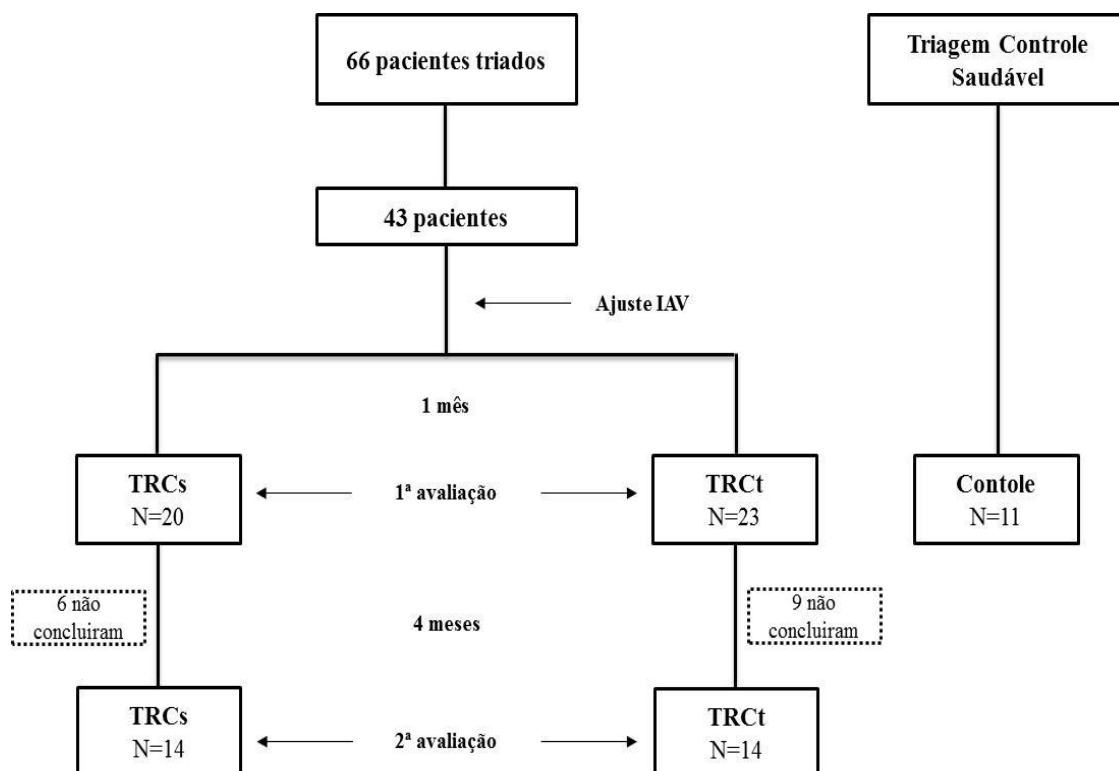 66 pacientes triados
Triagem Controle
Saudável
43 pacientes
Ajuste IAV
1 mês
TRCs
N=20
1ª avaliação
TRCt
N=23
Contole
N=11
6 não
concluiram
4 meses
9 não
concluiram
TRCs
N=14
2ª avaliação
TRCt
N=14